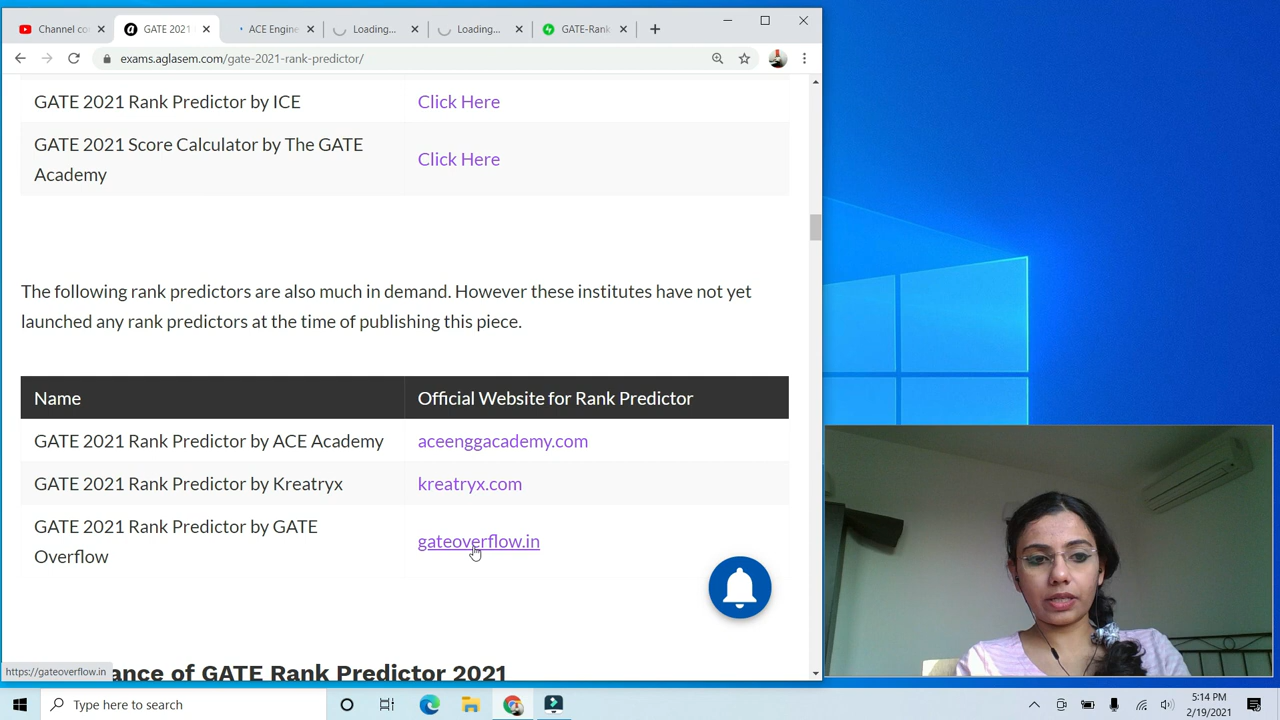 Channel co
GATE 2021
ACE Engine
Loading...
Loading...
GATE-Rank
exams.aglasem.com/gate-2021-rank-predictor/
GATE 2021 Rank Predictor by ICE
Click Here
GATE 2021 Score Calculator by The GATE
Academy
Click Here
The following rank predictors are also much in demand. However these institutes have not yet
launched any rank predictors at the time of publishing this piece.
Name
Official Website for Rank Predictor
GATE 2021 Rank Predictor by ACE Academy
aceenggacademy.com
GATE 2021 Rank Predictor by Kreatryx
kreatryx.com
GATE 2021 Rank Predictor by GATE
Overflow
gateoverflow.in
https://gateoverflow.in
ance of GATE Rank Predictor 2021
Type here to search
5:14 PM
2/19/2021